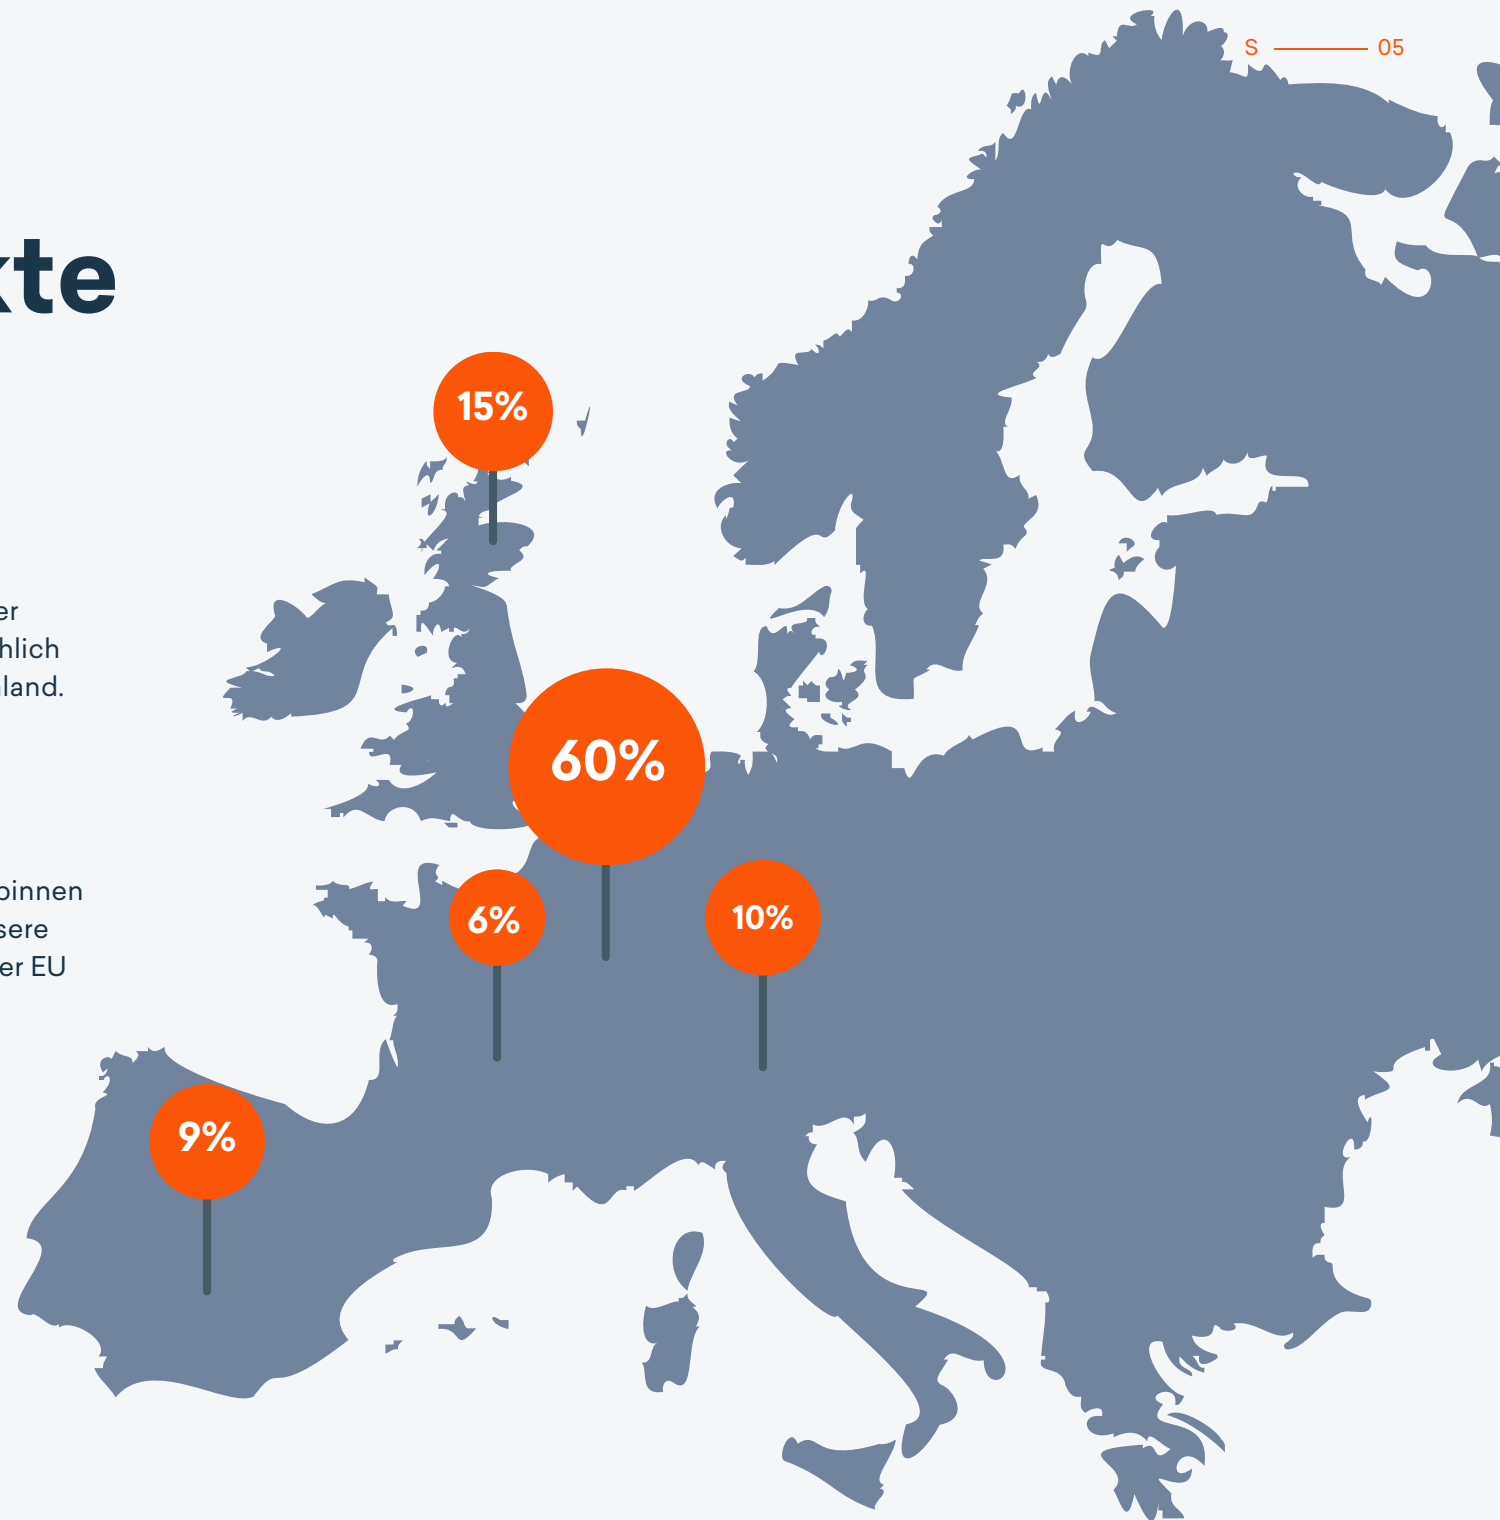 S 05
kte
15%
er
hlich
land.
60%
binnen
sere
er EU
6%
10%
9%